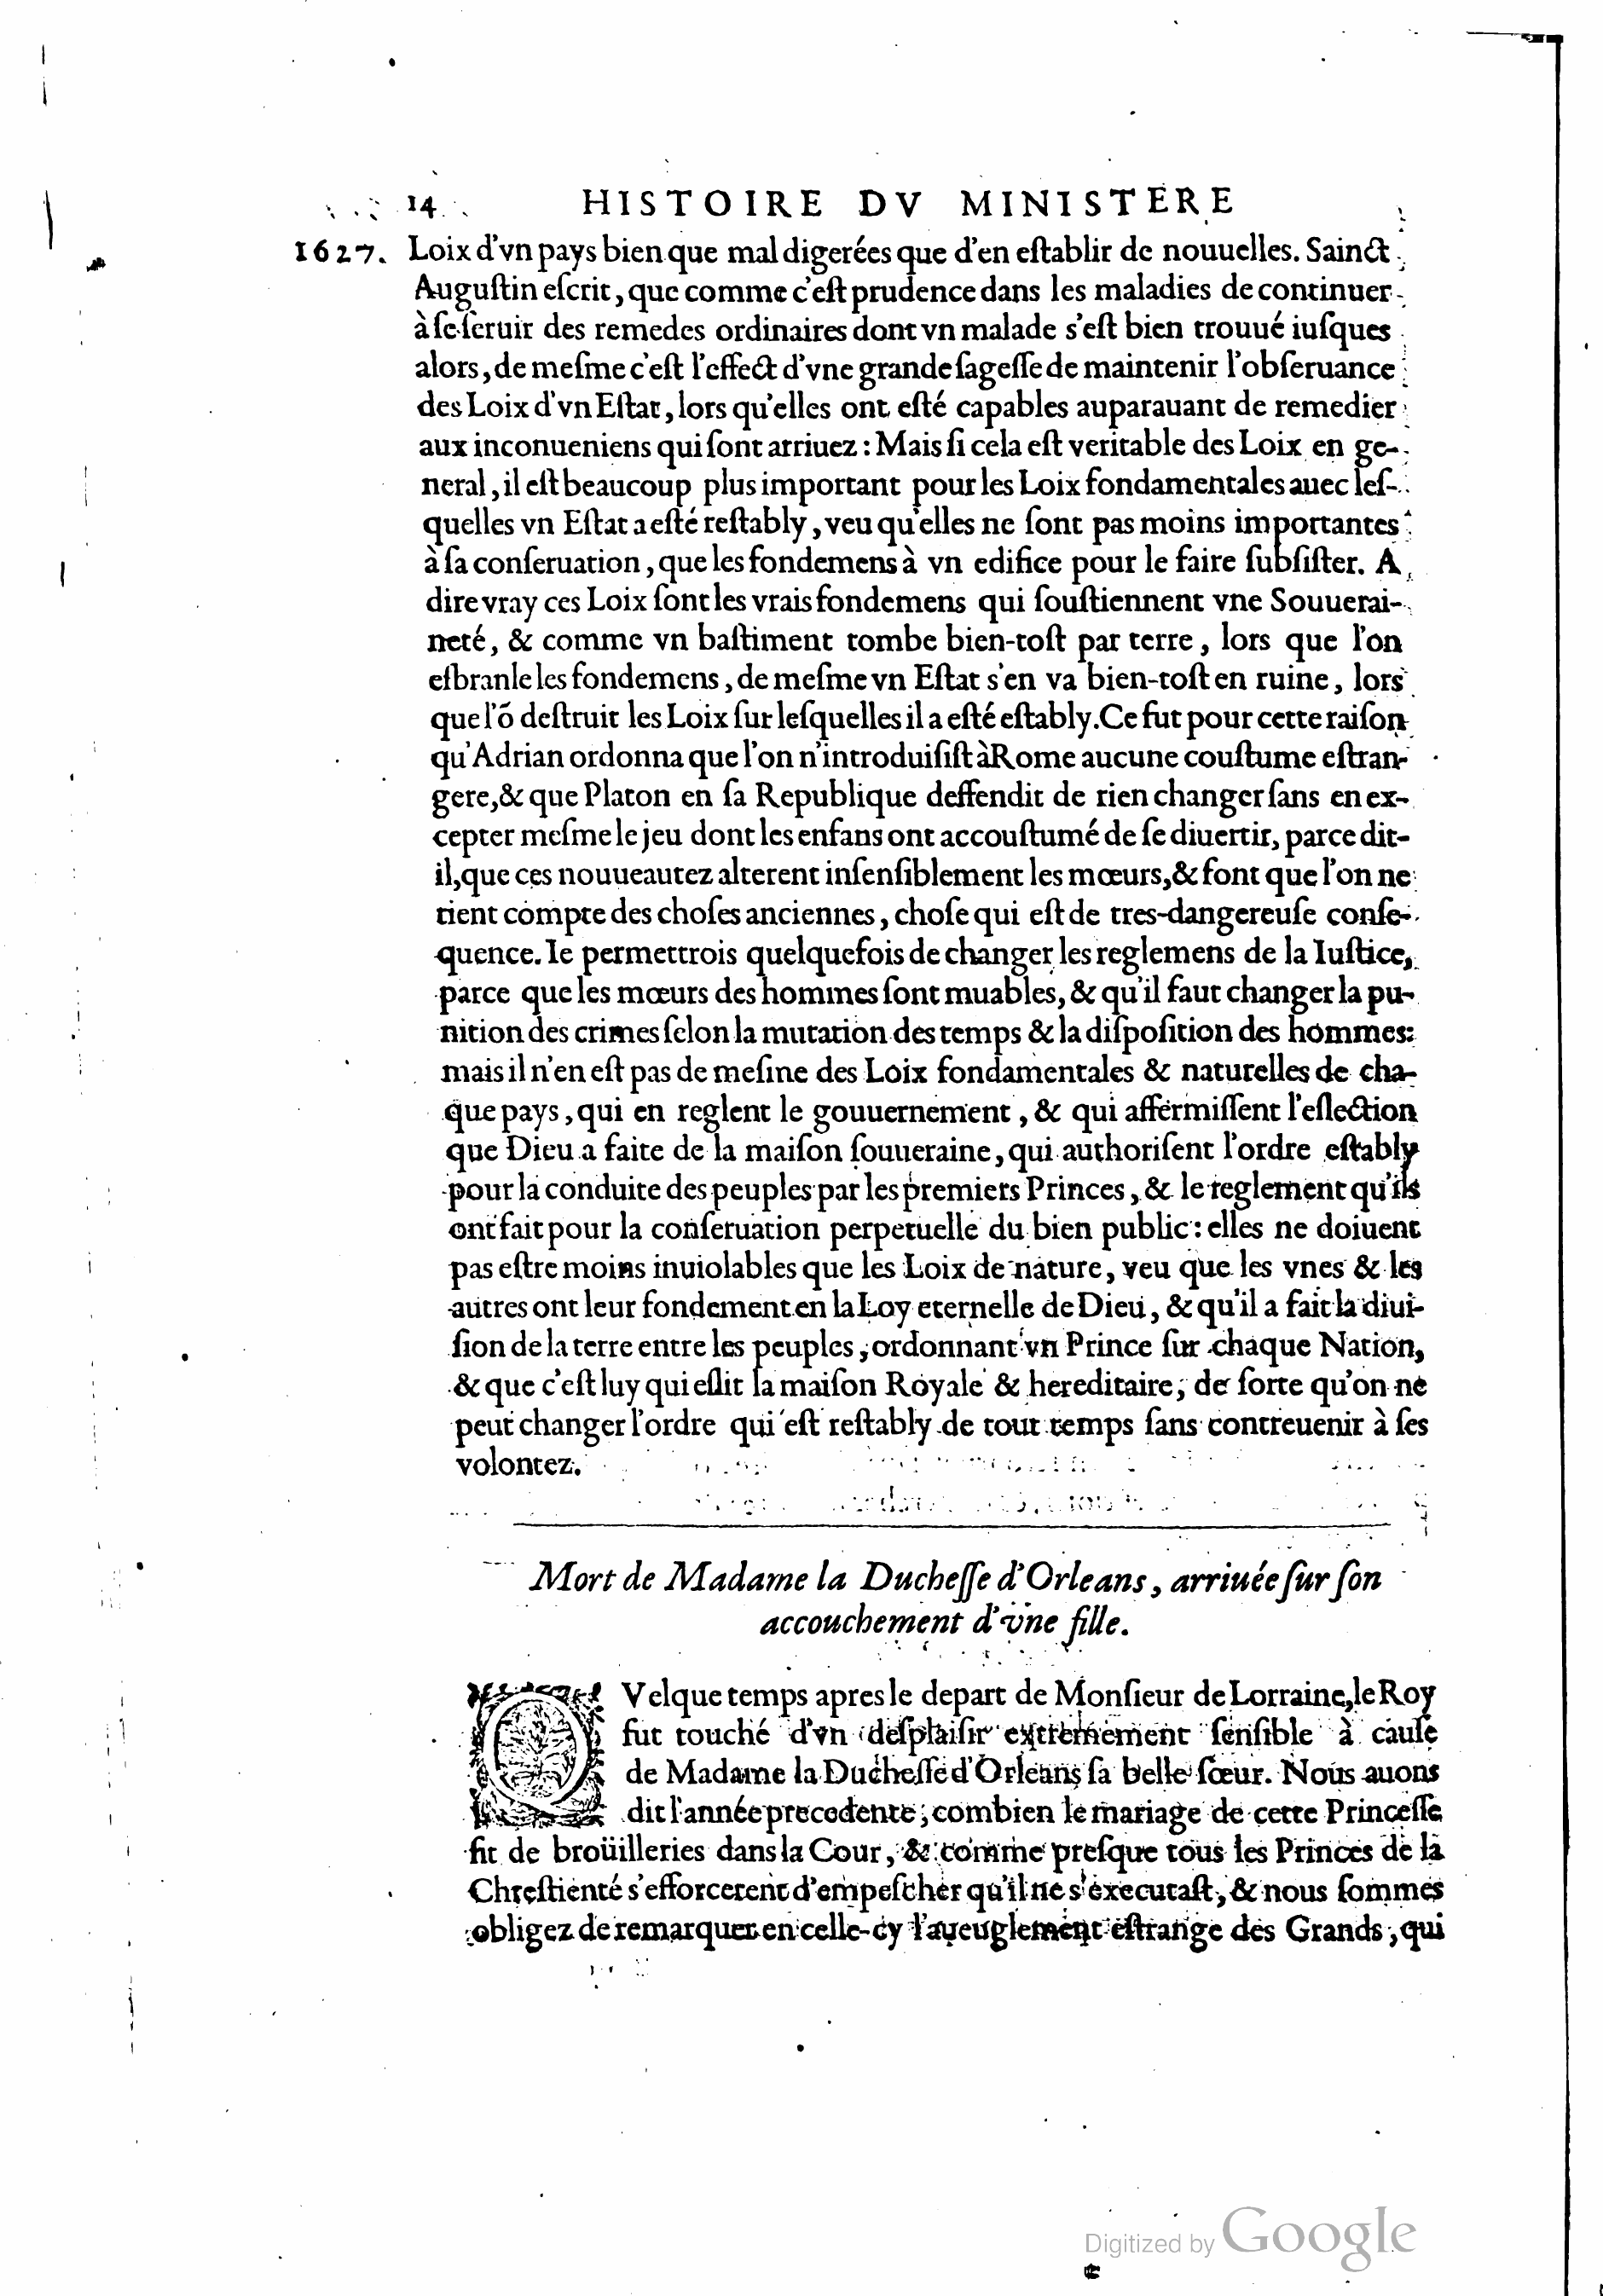 14 HISTOIRE DV MINISTERE
1627. Loix d'vn pays bien que mal digerées que d'en eſtablir de nouuelles. Sainct
Auguſtin eſcrit, que comme c'eſt prudence dans les maladies de continuer
à ſe ſeruir des remedes ordinaires dont vn malade s'eſt bien trouué iuſques
alors, de meſme c'eſt l'effect d'vne grande ſageſſe de maintenir l'obſeruance
des Loix d'vn Eſtat, lors qu'elles ont eſté capables auparauant de remedier
aux inconueniens qui ſont arriuez : Mais ſi cela eſt veritable des Loix en ge-
neral, il eſt beaucoup plus important pour les Loix fondamentales auec leſ-
quelles vn Eſtat a eſté reſtably, veu qu'elles ne ſont pas moins importantes
à ſa conſeruation, que les fondemens à vn edifice pour le faire ſubſiſter. A
dire vray ces Loix ſont les vrais fondemens qui ſouſtiennent vne Souuerai-
neté, & comme vn baſtiment tombe bien-toſt par terre, lors que l'on
eſbranle les fondemens, de meſme vn Eſtat s'en va bien-toſt en ruine, lors
que l'õ deſtruit les Loix ſur leſquelles il a eſté eſtably. Ce fut pour cette raiſon
qu'Adrian ordonna que l'on n'introduiſiſt à Rome aucune couſtume eſtran-
gere, & que Platon en ſa Republique deffendit de rien changer ſans en ex-
cepter meſme le jeu dont les enfans ont accouſtumé de ſe diuertir, parce dit-
il, que ces nouueautez alterent inſenſiblement les mœurs, & font que l'on ne
tient compte des choſes anciennes, choſe qui eſt de tres-dangereuſe conſe-
quence. Ie permettrois quelquefois de changer les reglemens de la Iuſtice,
parce que les mœurs des hommes ſont muables, & qu'il faut changer la pu-
nition des crimes ſelon la mutation des temps & la diſpoſition des hommes:
mais il n'en eſt pas de meſme des Loix fondamentales & naturelles de cha-
que pays, qui en reglent le gouuernement, & qui affermiſſent l'eſlection
que Dieu a faite de la maiſon ſouueraine, qui authoriſent l'ordre eſtably
pour la conduite des peuples par les premiers Princes, & le reglement qu'ils
ont fait pour la conſeruation perpetuelle du bien public : elles ne doiuent
pas eſtre moins inuiolables que les Loix de nature, veu que les vnes & les
autres ont leur fondement en la Loy eternelle de Dieu, & qu'il a fait la diui-
ſion de la terre entre les peuples, ordonnant vn Prince ſur chaque Nation,
& que c'eſt luy qui eſlit la maiſon Royale & hereditaire, de ſorte qu'on ne
peut changer l'ordre qui eſt reſtably de tout temps ſans contreuenir à ſes
volontez.
Mort de Madame la Ducheſſe d'Orleans, arriuée ſur ſon
accouchement d'vne fille.
QVelque temps apres le depart de Monſieur de Lorraine, le Roy
fut touché d'vn deſplaiſir extremement ſenſible à cauſe
de Madame la Ducheſſe d'Orleans ſa belle ſœur. Nous auons
dit l'année precedente, combien le mariage de cette Princeſſe
fit de broüilleries dans la Cour, & comme preſque tous les Princes de la
Chreſtienté s'efforcerent d'empeſcher qu'il ne s'executaſt, & nous ſommes
obligez de remarquer en celle-cy l'aueuglement eſtrange des Grands, qui
Digitized by Google